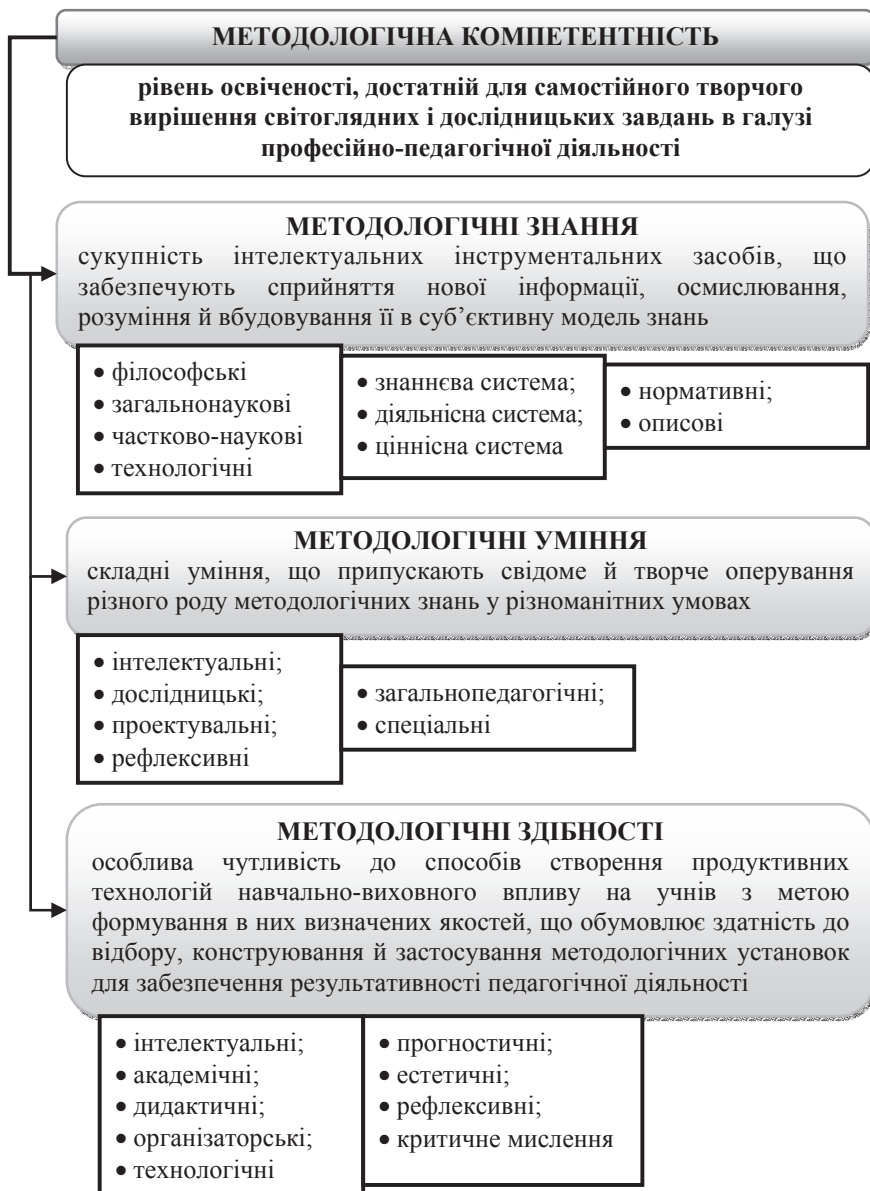 МЕТОДОЛОГІЧНА КОМПЕТЕНТНІСТЬ
рівень освіченості, достатній для самостійного творчого
вирішення світоглядних і дослідницьких завдань в галузі
професійно-педагогічної діяльності
МЕТОДОЛОГІЧНІ ЗНАННЯ
сукупність інтелектуальних інструментальних засобів, що
забезпечують сприйняття нової інформації, осмислювання,
розуміння й вбудовування її в суб’єктивну модель знань
• філософські
• загальнонаукові
• частково-наукові
• технологічні
• знаннєва система;
• діяльнісна система;
• ціннісна система
• нормативні;
• описові
МЕТОДОЛОГІЧНІ УМІННЯ
складні уміння, що припускають свідоме й творче оперування
різного роду методологічних знань у різноманітних умовах
• інтелектуальні;
• дослідницькі;
• проектувальні;
• рефлексивні
• загальнопедагогічні;
• спеціальні
МЕТОДОЛОГІЧНІ ЗДІБНОСТІ
особлива чутливість до способів створення продуктивних
технологій навчально-виховного впливу на учнів з метою
формування в них визначених якостей, що обумовлює здатність до
відбору, конструювання й застосування методологічних установок
для забезпечення результативності педагогічної діяльності
• інтелектуальні;
• академічні;
• дидактичні;
• організаторські;
• технологічні
• прогностичні;
• естетичні;
• рефлексивні;
• критичне мислення